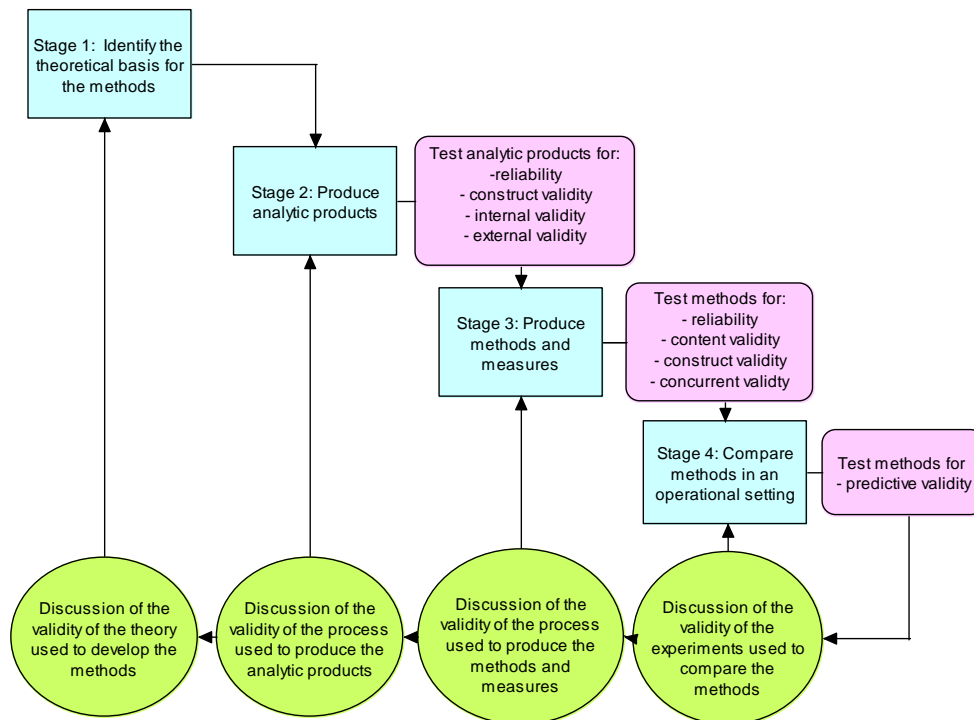 Stage 1:  Identify the
theoretical basis for
the methods
Stage 2: Produce
analytic products
Test analytic products for:
-reliability
- construct validity
- internal validity
- external validity
Stage 3: Produce
methods and
measures
Test methods for:
- reliability
- content validity
- construct validity
- concurrent validty
Stage 4: Compare
methods in an
operational setting
Test methods for
- predictive validity
Discussion of the
validity of the theory
used to develop the
methods
Discussion of the
validity of the process
used to produce the
analytic products
Discussion of the
validity of the process
used to produce the
methods and
measures
Discussion of the
validity of the
experiments used to
compare the
methods